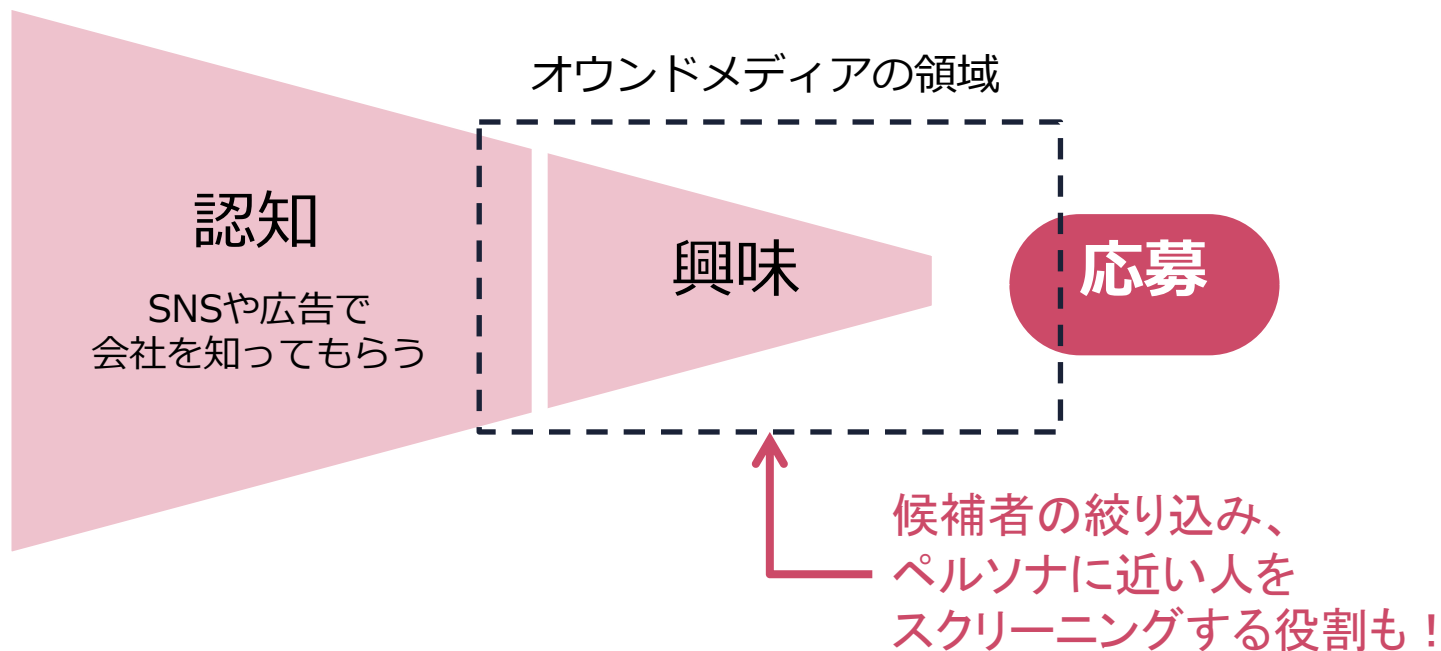 オウンドメディアの領域
認知
SNSや広告で
会社を知ってもらう
興味
応募
候補者の絞り込み、
ペルソナに近い人を
スクリーニングする役割も！